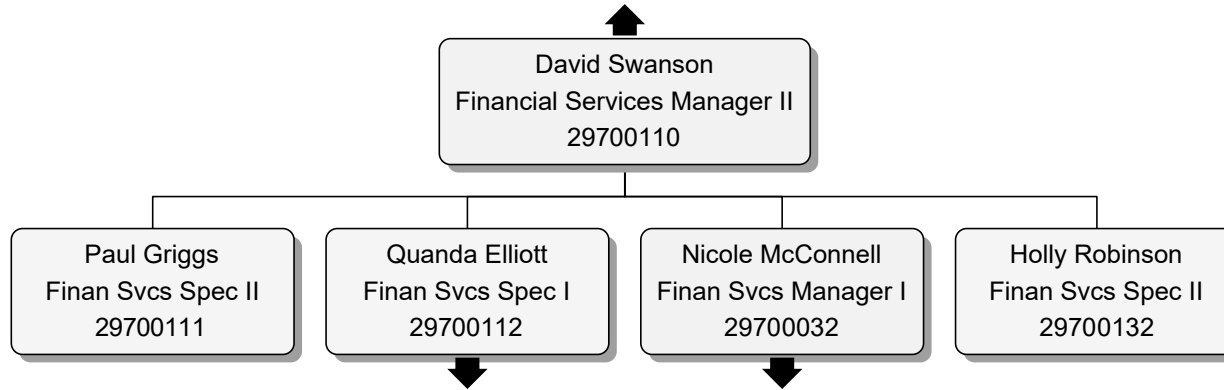 David Swanson
Financial Services Manager II
29700110
Paul Griggs
Finan Svcs Spec II
29700111
Quanda Elliott
Finan Svcs Spec I
29700112
Nicole McConnell
Finan Svcs Manager I
29700032
Holly Robinson
Finan Svcs Spec II
29700132